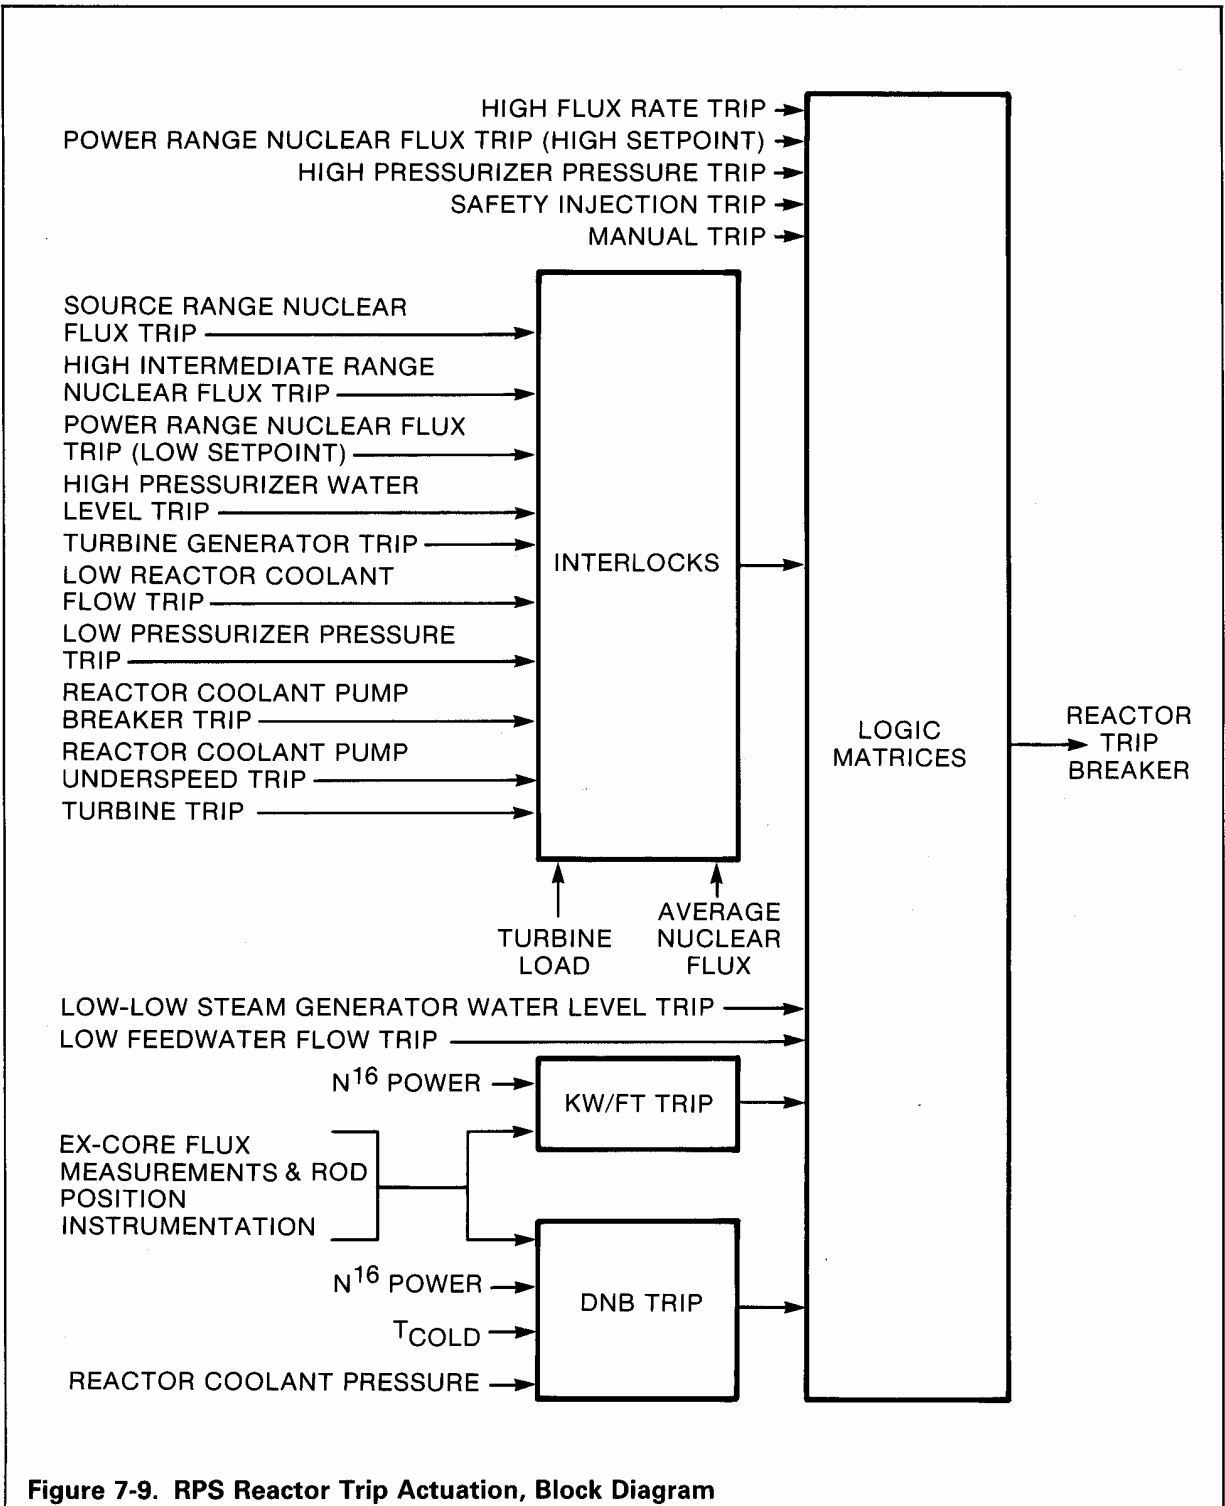 HIGH FLUX RATE TRIP
POWER RANGE NUCLEAR FLUX TRIP (HIGH SETPOINT)
HIGH PRESSURIZER PRESSURE TRIP
SAFETY INJECTION TRIP
MANUAL TRIP
SOURCE RANGE NUCLEAR
FLUX TRIP
HIGH INTERMEDIATE RANGE
NUCLEAR FLUX TRIP
POWER RANGE NUCLEAR FLUX
TRIP (LOW SETPOINT)
HIGH PRESSURIZER WATER
LEVEL TRIP
TURBINE GENERATOR TRIP
LOW REACTOR COOLANT
FLOW TRIP
LOW PRESSURIZER PRESSURE
TRIP
REACTOR COOLANT PUMP
BREAKER TRIP
REACTOR COOLANT PUMP
UNDERSPEED TRIP
TURBINE TRIP
INTERLOCKS
TURBINE
LOAD
AVERAGE
NUCLEAR
FLUX
LOGIC
MATRICES
REACTOR
TRIP
BREAKER
LOW-LOW STEAM GENERATOR WATER LEVEL TRIP
LOW FEEDWATER FLOW TRIP
N16 POWER
KW/FT TRIP
EX-CORE FLUX
MEASUREMENTS & ROD
POSITION
INSTRUMENTATION
N16 POWER
TCOLD
REACTOR COOLANT PRESSURE
DNB TRIP
Figure 7-9. RPS Reactor Trip Actuation, Block Diagram